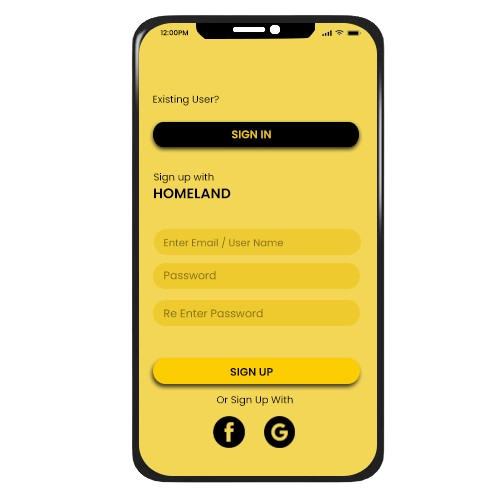 12:00PM
Existing User?
SIGN IN
Sign up with
HOMELAND
Enter Email / User Name
Password
Re Enter Password
SIGN UP
Or Sign Up With
f G